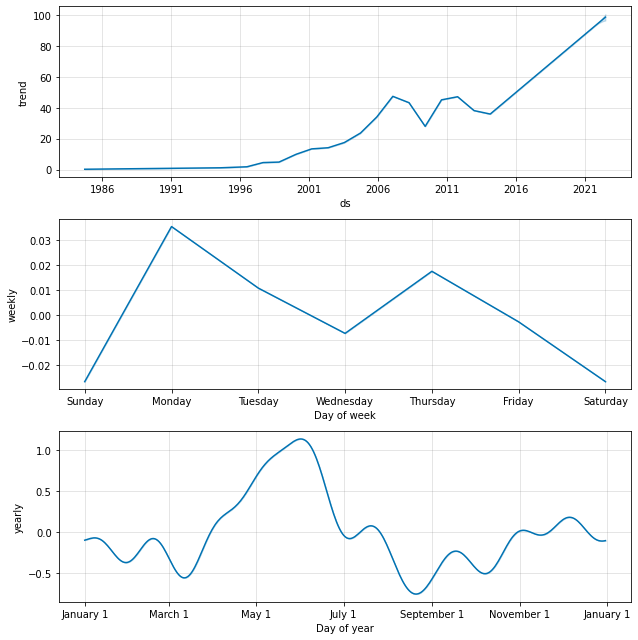 100
80
60
40
20
0
trend
1986 1991 1996 2001 2006 2011 2016 2021
ds
0.03
0.02
0.01
0.00
−0.01
−0.02
weekly
Sunday Monday Tuesday Wednesday Thursday Friday Saturday
Day of week
1.0
0.5
0.0
−0.5
yearly
January 1 March 1 May 1 July 1 September 1 November 1 January 1
Day of year